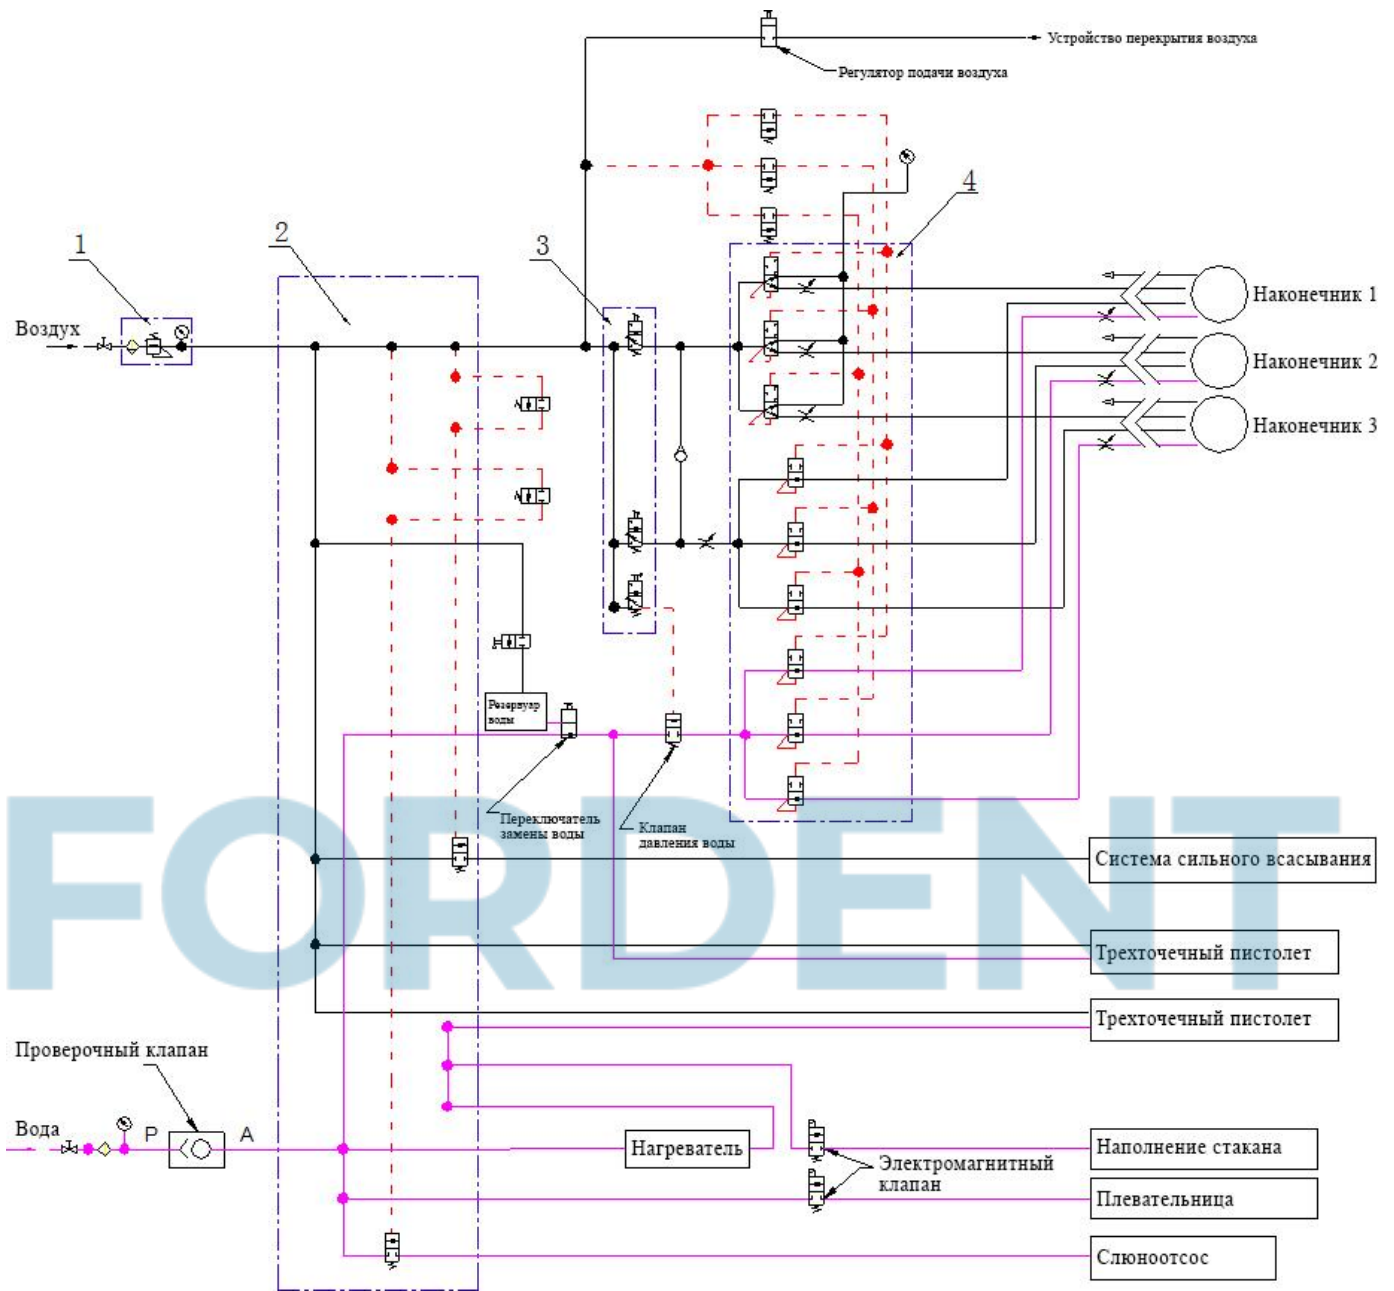 Устройство перекрытия воздуха
Регулятор подачи воздуха
4
2
3
1
Воздух
Наконечник 1
Наконечник 2
Наконечник 3
Резервуар
воды
Переключатель
замены воды
Клапан
давления воды
FORDENT
Система сильного всасывания
Трехточечный пистолет
Трехточечный пистолет
Проверочный клапан
Вода
P
A
Нагреватель
Наполнение стакана
Электромагнитный
клапан
Плевательница
Слюноотсос